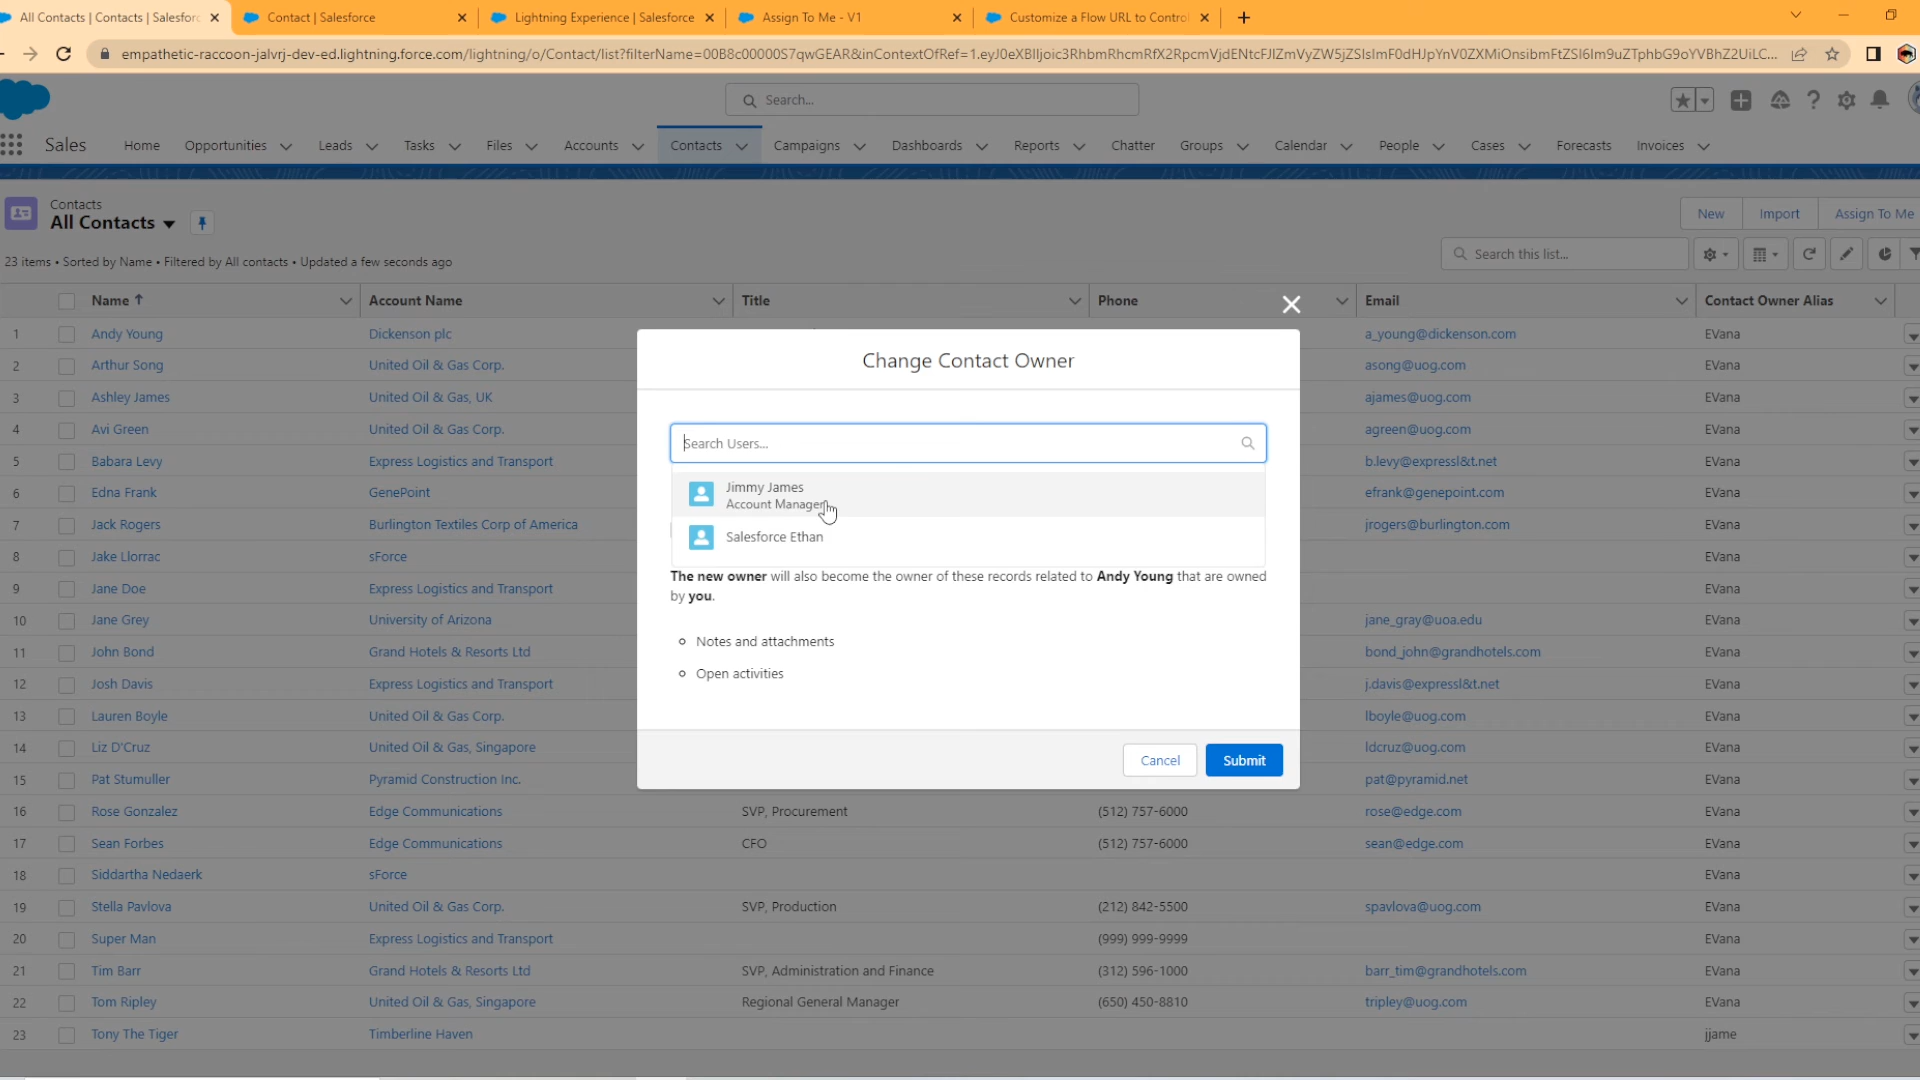 All Contacts | Contacts | Salesforc
Contact | Salesforce
Lightning Experience | Salesforce
Assign To Me - V1
Customize a Flow URL to Contro
empathetic-raccoon-jalvrj-dev-ed.lightning.force.com/lightning/o/Contact/list?filterName=00B8c00000S7qwGEAR&inContextOfRef=1.
Search...
Sales
Home
Opportunities
Leads
Tasks
Files
Accounts
Contacts
Campaigns
Dashboards
Reports
Chatter
Groups
Calendar
People
Cases
Forecasts
Invoices
Contacts
All Contacts
New
Import
Assign To Me
23 items • Sorted by Name • Filtered by All contacts • Updated a few seconds ago
Search this list...
Name Account Name Title Phone Email Contact Owner Alias
1 Andy Young Dickenson plc a_young@dickenson.com EVana
2 Arthur Song United Oil & Gas Corp. asong@uog.com EVana
3 Ashley James United Oil & Gas, UK ajames@uog.com EVana
4 Avi Green United Oil & Gas Corp. agreen@uog.com EVana
5 Babara Levy Express Logistics and Transport b.levy@expressl&t.net EVana
6 Edna Frank GenePoint efrank@genepoint.com EVana
7 Jack Rogers Burlington Textiles Corp of America jrogers@burlington.com EVana
8 Jake Llorrac sForce EVana
9 Jane Doe Express Logistics and Transport EVana
10 Jane Grey University of Arizona jane_gray@uoa.edu EVana
11 John Bond Grand Hotels & Resorts Ltd bond_john@grandhotels.com EVana
12 Josh Davis Express Logistics and Transport j.davis@expressl&t.net EVana
13 Lauren Boyle United Oil & Gas Corp. lboyle@uog.com EVana
14 Liz D'Cruz United Oil & Gas, Singapore ldcruz@uog.com EVana
15 Pat Stumuller Pyramid Construction Inc. pat@pyramid.net EVana
16 Rose Gonzalez Edge Communications SVP, Procurement (512) 757-6000 rose@edge.com EVana
17 Sean Forbes Edge Communications CFO (512) 757-6000 sean@edge.com EVana
18 Siddartha Nedaerk sForce EVana
19 Stella Pavlova United Oil & Gas Corp. SVP, Production (212) 842-5500 spavlova@uog.com EVana
20 Super Man Express Logistics and Transport (999) 999-9999 EVana
21 Tim Barr Grand Hotels & Resorts Ltd SVP, Administration and Finance (312) 596-1000 barr_tim@grandhotels.com EVana
22 Tom Ripley United Oil & Gas, Singapore Regional General Manager (650) 450-8810 tripley@uog.com EVana
23 Tony The Tiger Timberline Haven jjame
Change Contact Owner
Search Users...
Jimmy James
Account Manager
Salesforce Ethan
The new owner will also become the owner of these records related to Andy Young that are owned
by you.
Notes and attachments
Open activities
Cancel
Submit